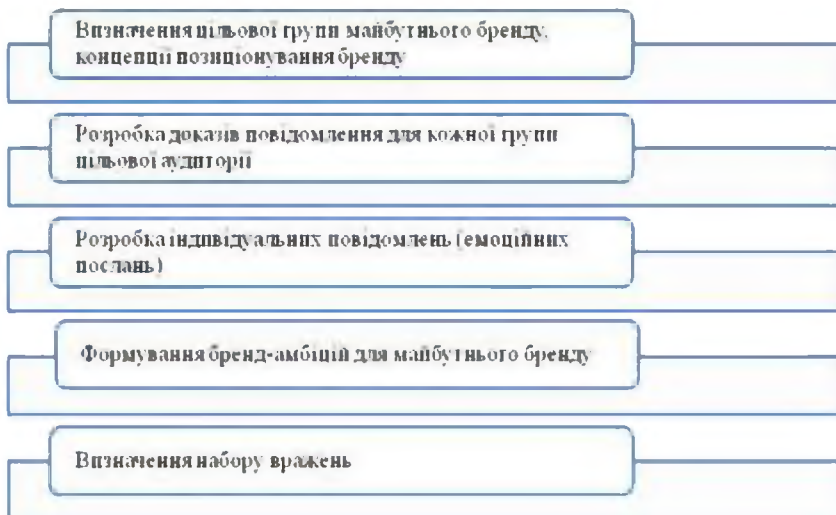 Визначення цільової групи майбутнього бренду,
концепції позиціонування бренду
Розробка доказів повідомлення для кожної групи
цільової аудиторії
Розробка індивідуальних повідомлень (емоційних
послань)
Формування бренд-амбіцій для майбутнього бренду
Визначення набору вражень